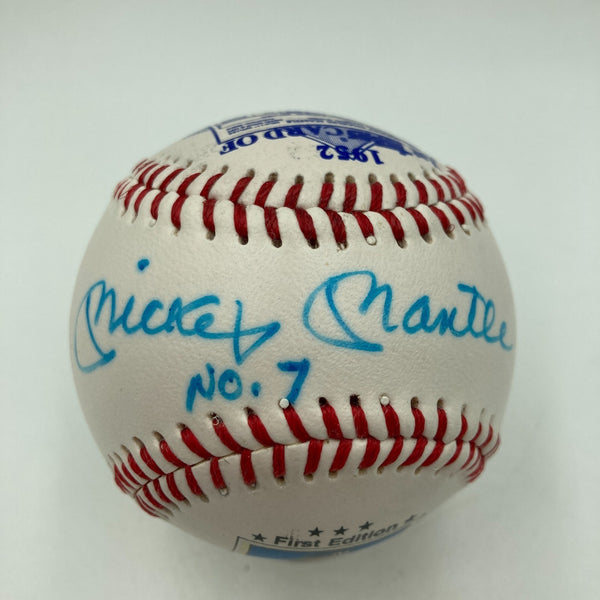 CARD OF
1952
Mickey Mantle
No. 7
★ ★ ★ ★ ★
First Edition